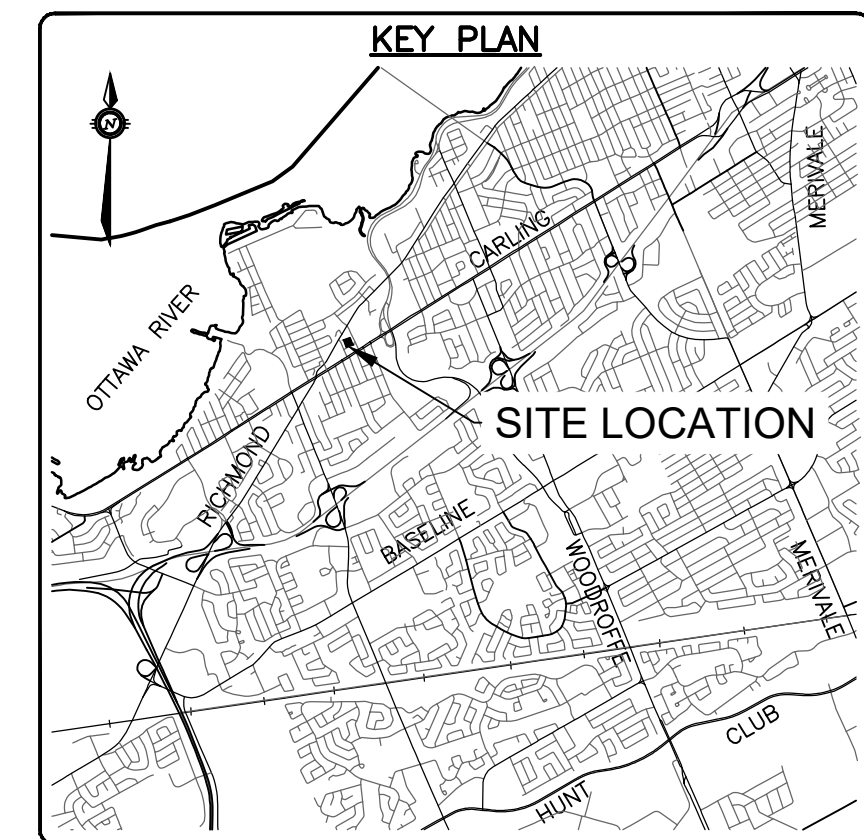 KEY PLAN
N
MERIVALE
CARLING
OTTAWA RIVER
SITE LOCATION
RICHMOND
BASELINE
WOODROFFE
MERIVALE
CLUB
HUNT